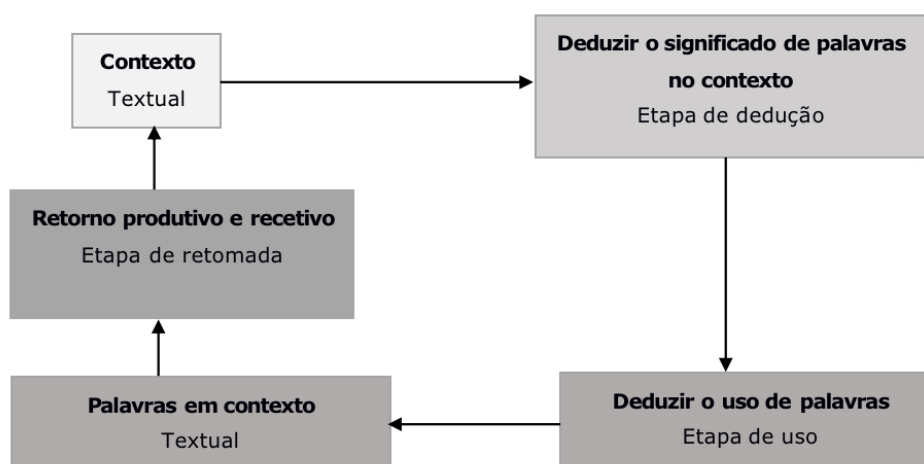 Contexto
Textual
Deduzir o significado de palavras
no contexto
Etapa de dedução
Retorno produtivo e recetivo
Etapa de retomada
Palavras em contexto
Textual
Deduzir o uso de palavras
Etapa de uso